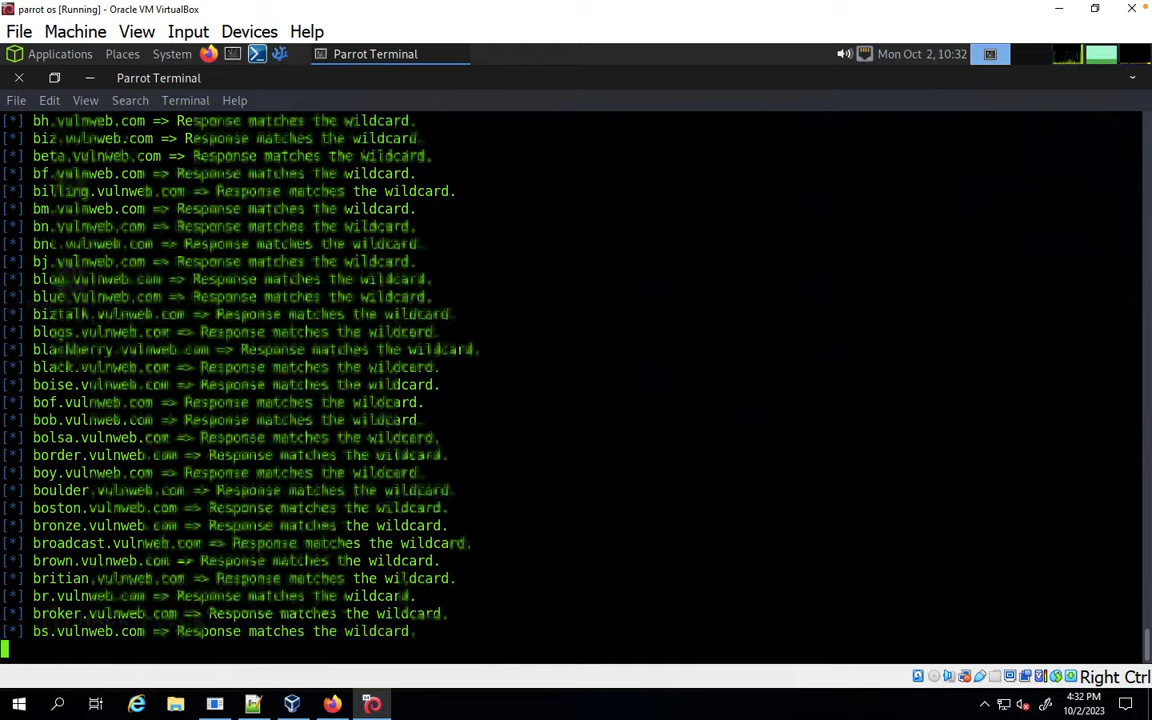 parrot os [Running] - Oracle VM VirtualBox
File Machine View Input Devices Help
Applications Places System Parrot Terminal Mon Oct 2, 10:32
Parrot Terminal
File Edit View Search Terminal Help
[*] bh.vulnweb.com => Response matches the wildcard.
[*] biz.vulnweb.com => Response matches the wildcard.
[*] beta.vulnweb.com => Response matches the wildcard.
[*] bf.vulnweb.com => Response matches the wildcard.
[*] billing.vulnweb.com => Response matches the wildcard.
[*] bm.vulnweb.com => Response matches the wildcard.
[*] bn.vulnweb.com => Response matches the wildcard.
[*] bnc.vulnweb.com => Response matches the wildcard.
[*] bj.vulnweb.com => Response matches the wildcard.
[*] blog.vulnweb.com => Response matches the wildcard.
[*] blue.vulnweb.com => Response matches the wildcard.
[*] biztalk.vulnweb.com => Response matches the wildcard.
[*] blogs.vulnweb.com => Response matches the wildcard.
[*] blackberry.vulnweb.com => Response matches the wildcard.
[*] black.vulnweb.com => Response matches the wildcard.
[*] boise.vulnweb.com => Response matches the wildcard.
[*] bof.vulnweb.com => Response matches the wildcard.
[*] bob.vulnweb.com => Response matches the wildcard.
[*] bolsa.vulnweb.com => Response matches the wildcard.
[*] border.vulnweb.com => Response matches the wildcard.
[*] boy.vulnweb.com => Response matches the wildcard.
[*] boulder.vulnweb.com => Response matches the wildcard.
[*] boston.vulnweb.com => Response matches the wildcard.
[*] bronze.vulnweb.com => Response matches the wildcard.
[*] broadcast.vulnweb.com => Response matches the wildcard.
[*] brown.vulnweb.com => Response matches the wildcard.
[*] britian.vulnweb.com => Response matches the wildcard.
[*] br.vulnweb.com => Response matches the wildcard.
[*] broker.vulnweb.com => Response matches the wildcard.
[*] bs.vulnweb.com => Response matches the wildcard.
Right Ctrl
4:32 PM
10/2/2023